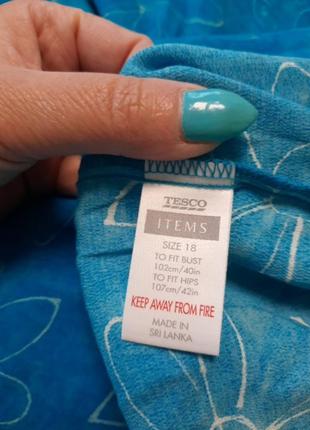 TESCO
ITEMS
SIZE 18
TO FIT BUST
102cm/40in
TO FIT HIPS
107cm/42in
KEEP AWAY FROM FIRE
MADE IN
SRI LANKA